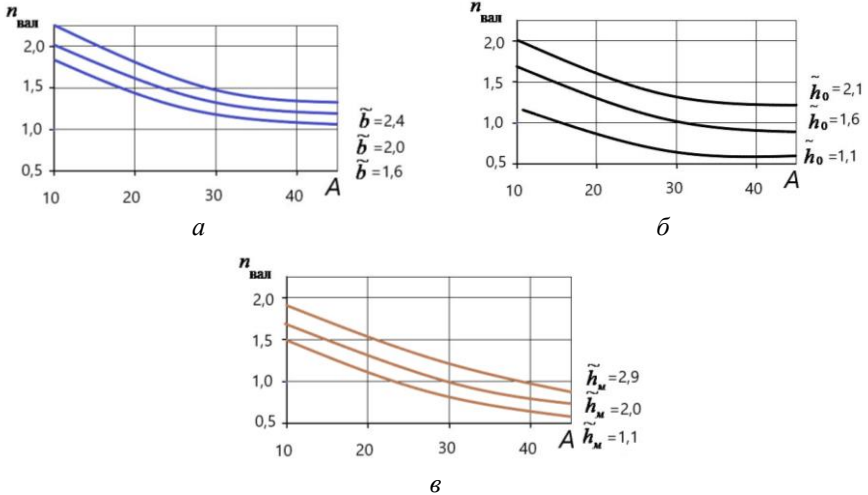 n вал
2,0
1,5
1,0
0,5
10 20 30 40 A
b̃ =2,4
b̃ =2,0
b̃ =1,6
а
n вал
2,0
1,5
1,0
0,5
10 20 30 40 A
h̃₀ =2,1
h̃₀ =1,6
h̃₀ =1,1
б
n вал
2,0
1,5
1,0
0,5
10 20 30 40 A
h̃м =2,9
h̃м =2,0
h̃м =1,1
в